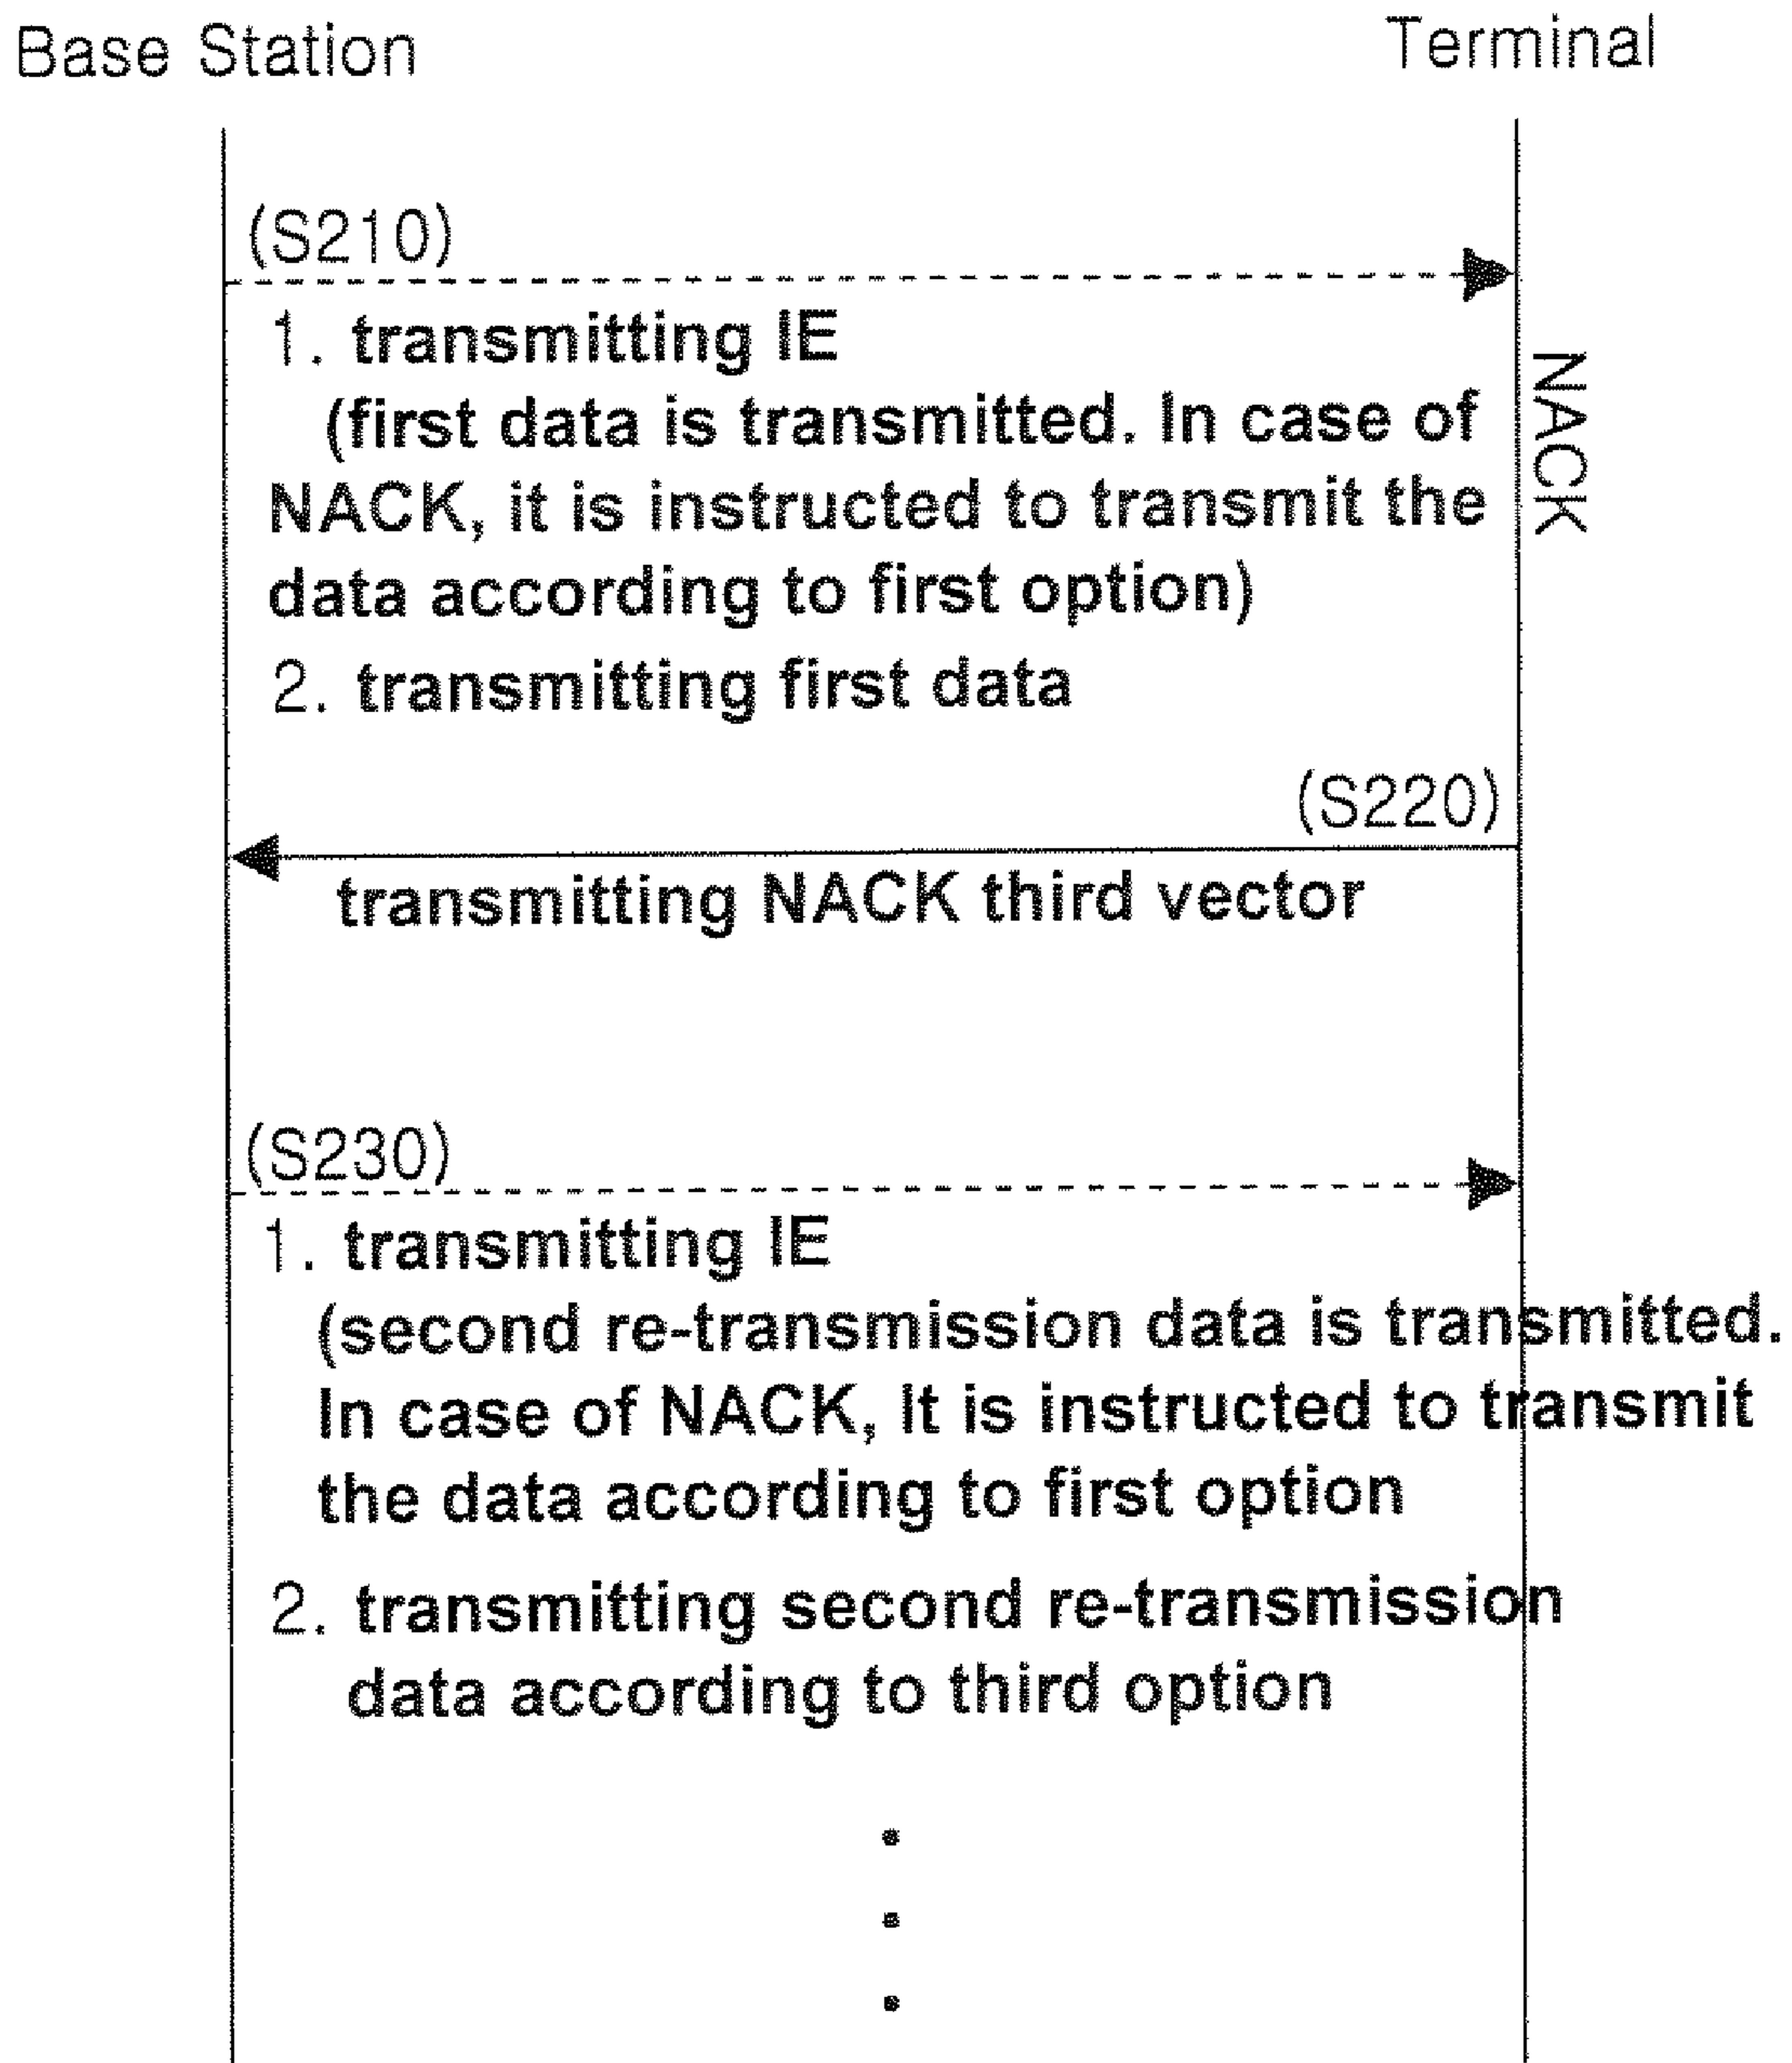 Base Station
Terminal
(S210)
1. transmitting IE
(first data is transmitted. In case of
NACK, it is instructed to transmit the
data according to first option)
2. transmitting first data
NACK
(S220)
transmitting NACK third vector
(S230)
1. transmitting IE
(second re-transmission data is transmitted.
In case of NACK, it is instructed to transmit
the data according to first option
2. transmitting second re-transmission
data according to third option